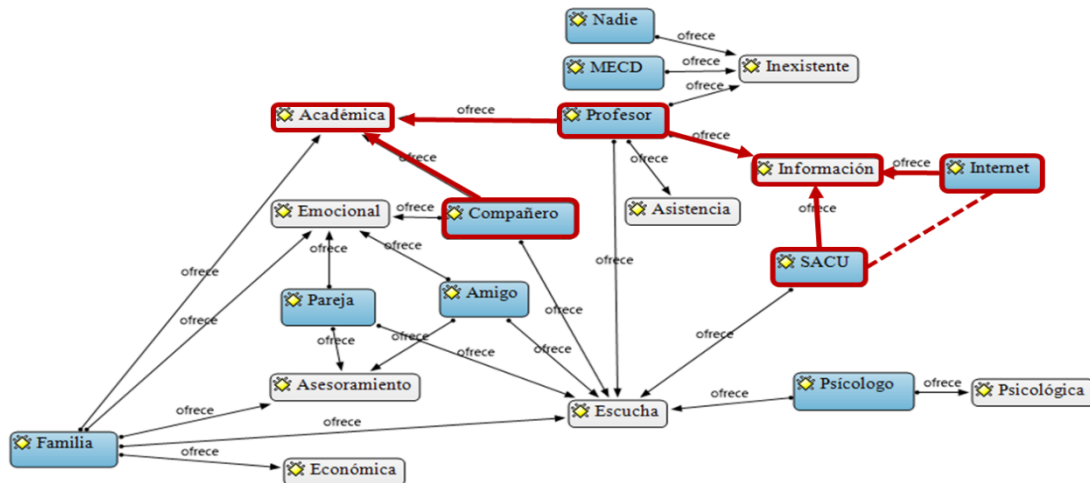 Nadie
ofrece
MECD
ofrece
Inexistente
ofrece
Académica
ofrece
Profesor
ofrece
ofrece
Información
ofrece
Internet
Emocional
ofrece
Compañero
Asistencia
ofrece
ofrece
ofrece
ofrece
SACU
ofrece
Pareja
Amigo
ofrece
ofrece
ofrece
ofrece
ofrece
ofrece
ofrece
Asesoramiento
Psícologo
ofrece
Psicológica
ofrece
Escucha
ofrece
ofrece
Familia
ofrece
Económica